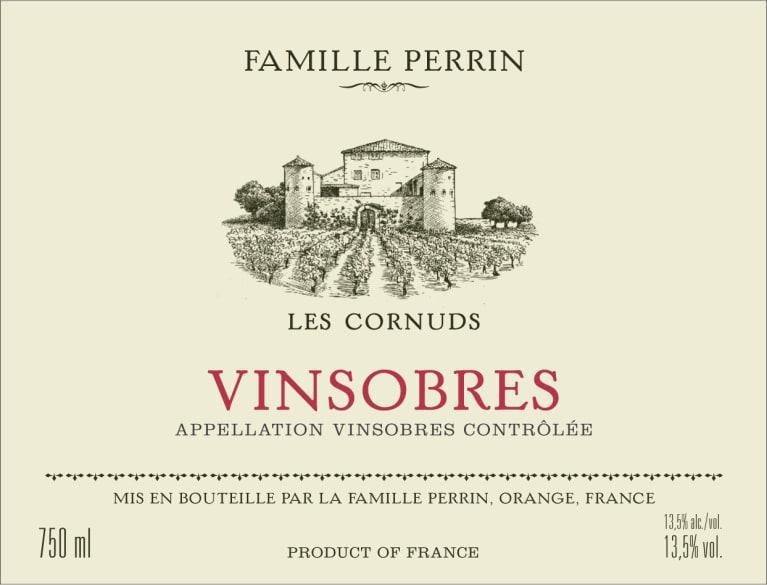 FAMILLE PERRIN
LES CORNUDS
VINSOBRES
APPELLATION VINSOBRES CONTRÔLÉE
MIS EN BOUTEILLE PAR LA FAMILLE PERRIN, ORANGE, FRANCE
750 ml
PRODUCT OF FRANCE
13,5% alc./vol.
13,5% vol.